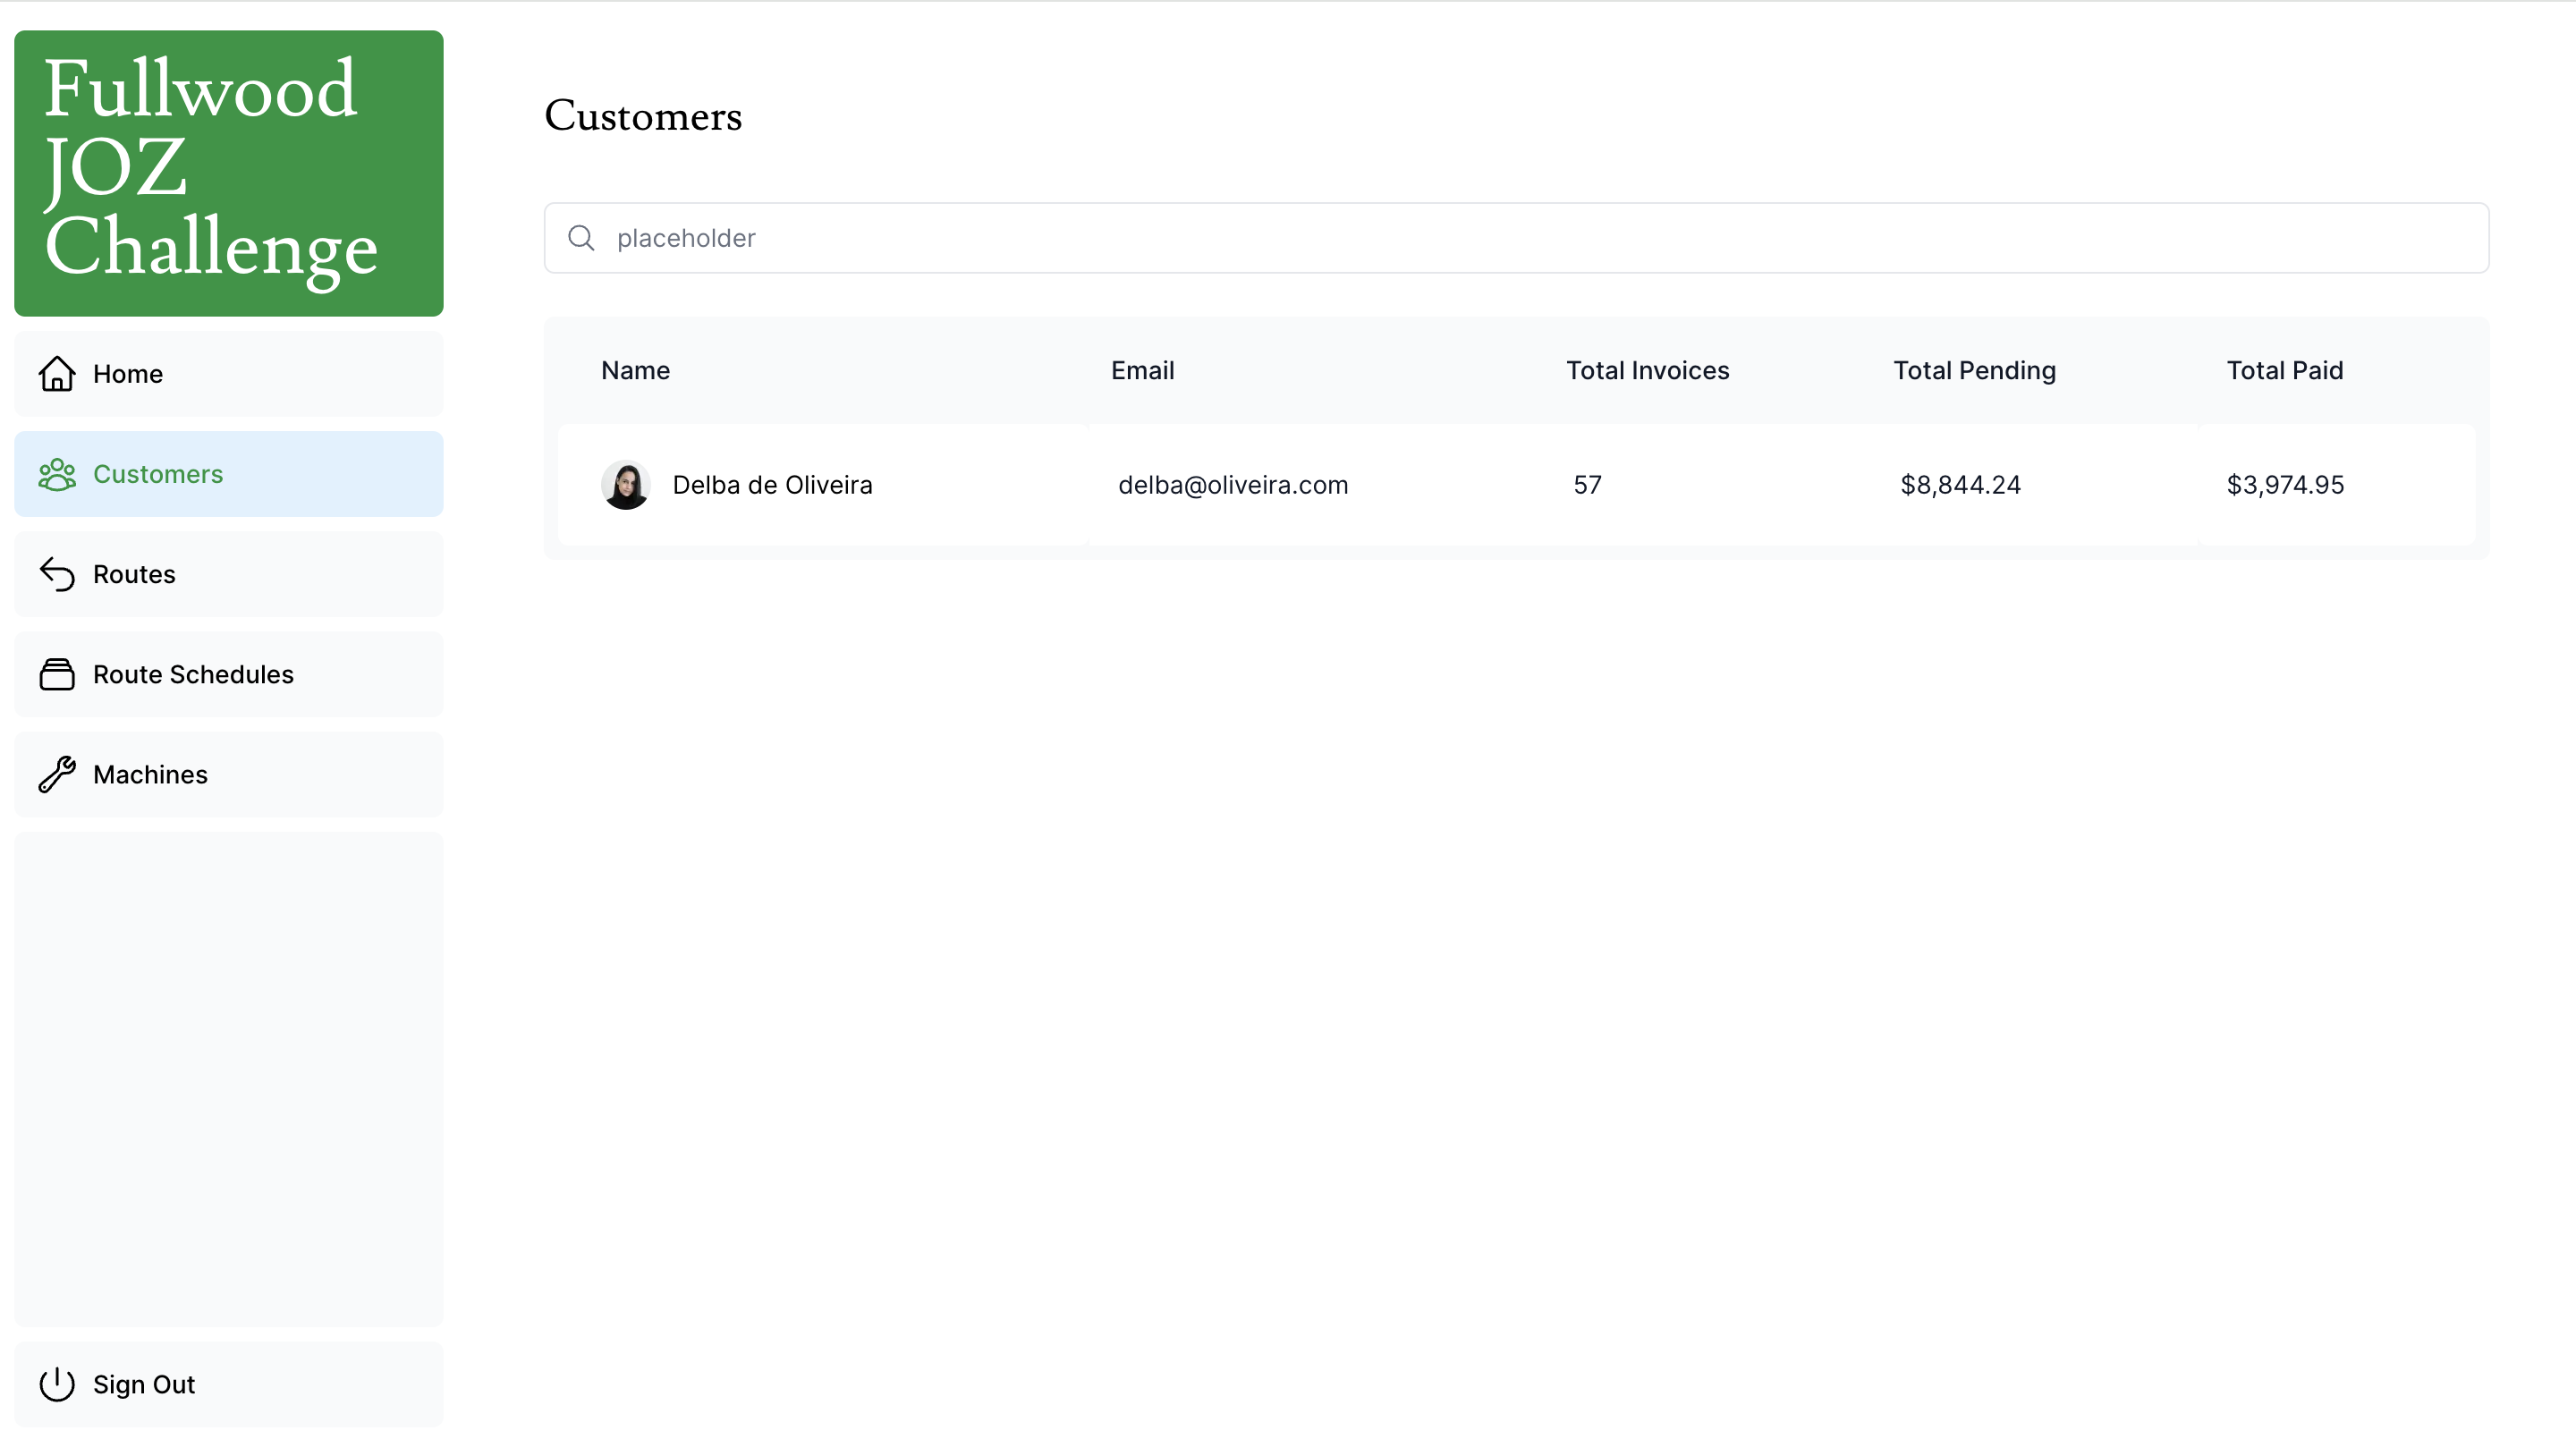 Fullwood
JOZ
Challenge
Home
Customers
Routes
Route Schedules
Machines
Sign Out
Customers
placeholder
Name Email Total Invoices Total Pending Total Paid
Delba de Oliveira delba@oliveira.com 57 $8,844.24 $3,974.95